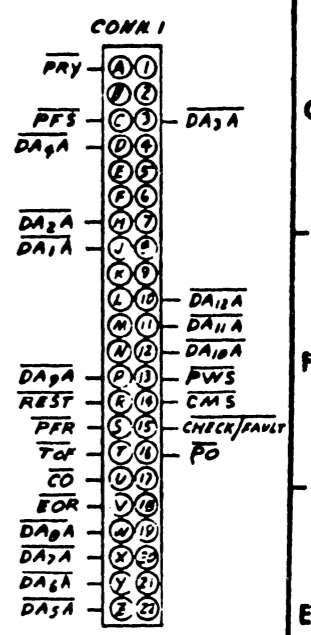 CONN.1
PRY A 1
B 2 C
PFS C 3 DA3A
DA4A D 4
E 5
F 6
DA2A H 7
DA1A J 8
K 9
L 10 DA12A
M 11 DA11A
N 12 DA10A
DA9A P 13 PWS F
REST R 14 CMS
PFR S 15 CHECK/FAULT
TOF T 16 PO
CO U 17
EOR V 18
DA8A W 19
DA7A X 20
DA6A Y 21
DA5A Z 22
E